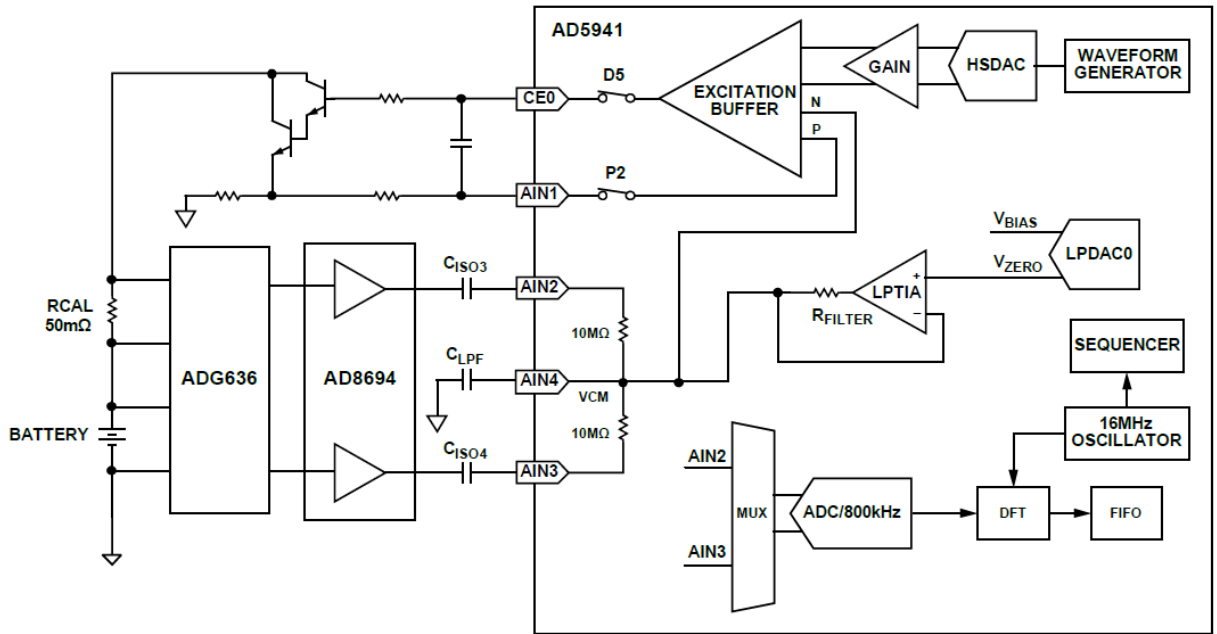 AD5941
D5
CE0
EXCITATION
BUFFER
N
P
GAIN
HSDAC
WAVEFORM
GENERATOR
P2
AIN1
RCAL
50mΩ
BATTERY
ADG636
AD8694
CISO3
CLPF
CISO4
AIN2
AIN4
AIN3
10MΩ
VCM
10MΩ
RFILTER
LPTIA
+
−
VBIAS
VZERO
LPDAC0
SEQUENCER
16MHz
OSCILLATOR
AIN2
AIN3
MUX
ADC/800kHz
DFT
FIFO